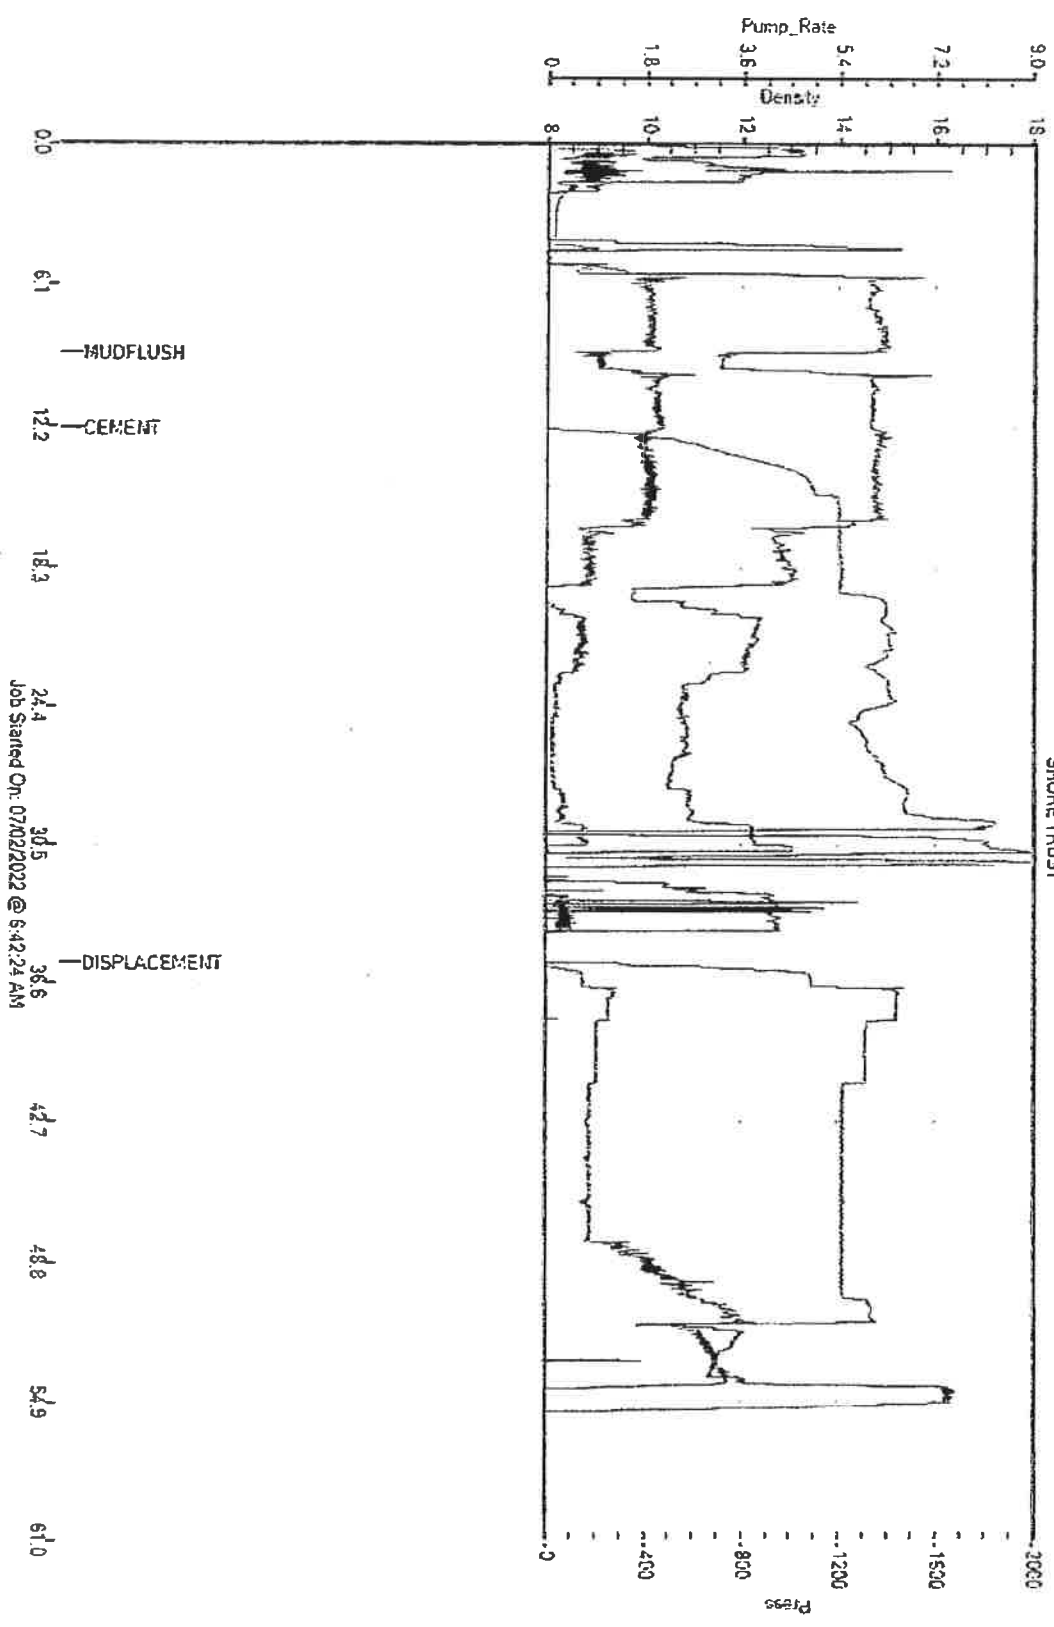 Pump_Rate
0 1.8 3.6 5.4 7.2 9.0
Density
8 10 12 14 16 18
0.0 6.1 12.2 18.3 24.4 30.5 36.6 42.7 48.8 54.9 61.0
MUDFLUSH
CEMENT
DISPLACEMENT
Job Started On: 07/02/2022 @ 6:42:24 AM
0 400 800 1200 1600 2000
Press